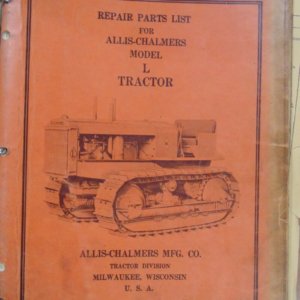 REPAIR PARTS LIST
FOR
ALLIS-CHALMERS
MODEL
L
TRACTOR
ALLIS-CHALMERS MFG. CO.
TRACTOR DIVISION
MILWAUKEE, WISCONSIN
U. S. A.